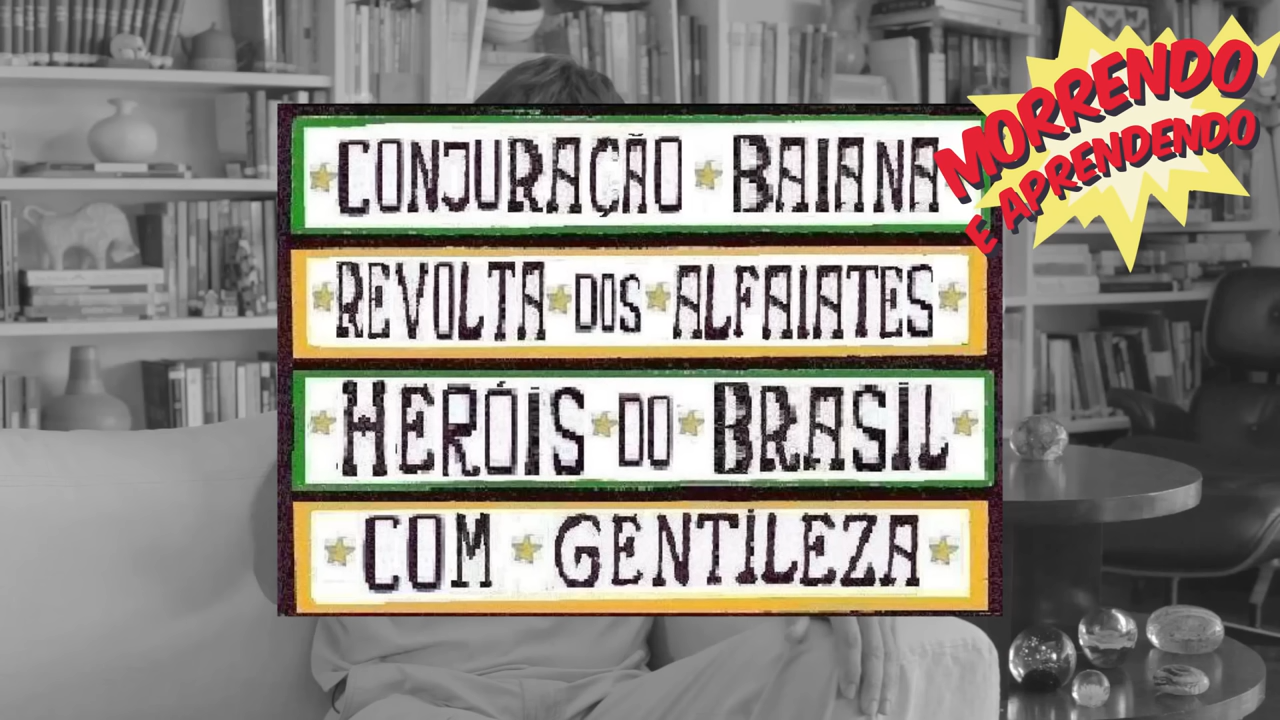 CONJURAÇÃO BAIANA
REVOLTA DOS ALFAIATES
HERÓIS DO BRASIL
COM GENTILEZA
MORRENDO
E APRENDENDO